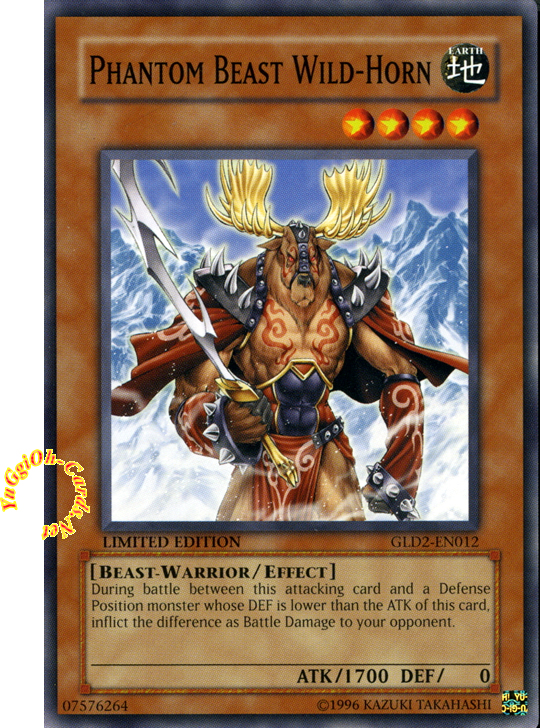 PHANTOM BEAST WILD-HORN
EARTH
地
LIMITED EDITION
GLD2-EN012
[BEAST-WARRIOR/EFFECT]
During battle between this attacking card and a Defense
Position monster whose DEF is lower than the ATK of this card,
inflict the difference as Battle Damage to your opponent.
ATK/1700 DEF/ 0
07576264
©1996 KAZUKI TAKAHASHI
YuGgiOh-Cards.Net